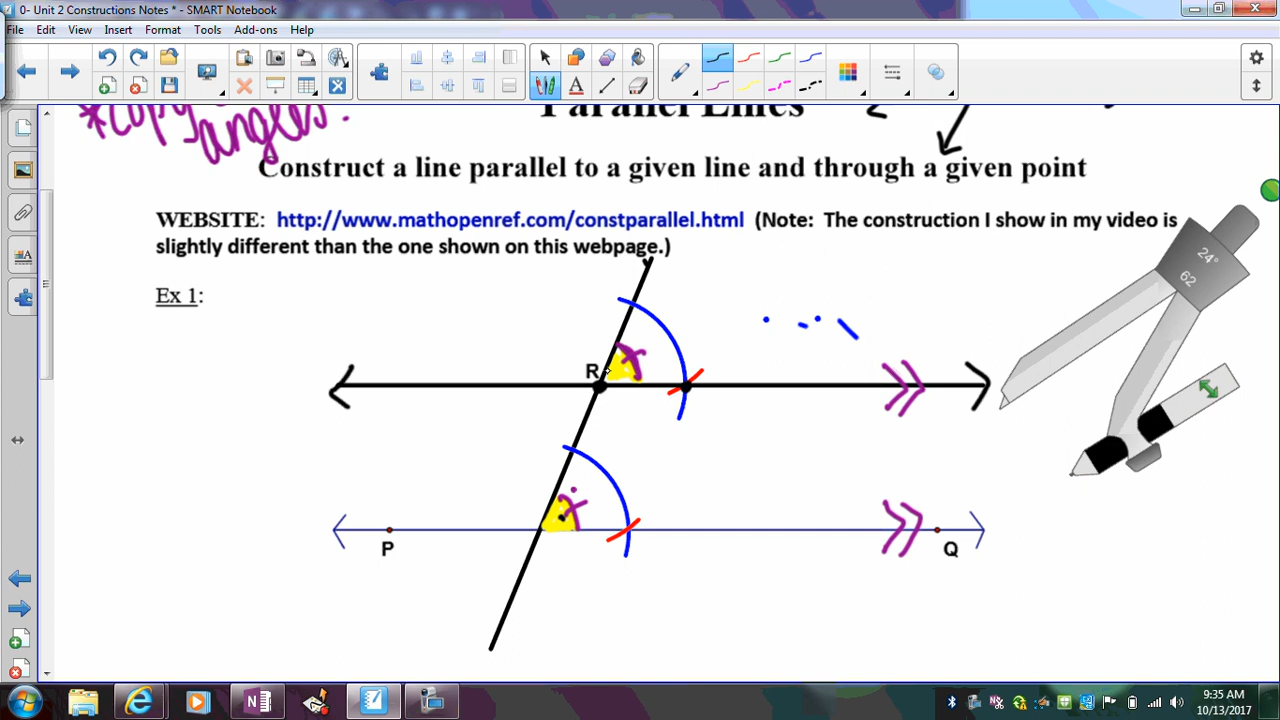 0- Unit 2 Constructions Notes * - SMART Notebook
File Edit View Insert Format Tools Add-ons Help
*Copy angles.
Parallel Lines
Construct a line parallel to a given line and through a given point
WEBSITE: http://www.mathopenref.com/constparallel.html (Note: The construction I show in my video is
slightly different than the one shown on this webpage.)
Ex 1:
24°
62
R
P
Q
9:35 AM
10/13/2017